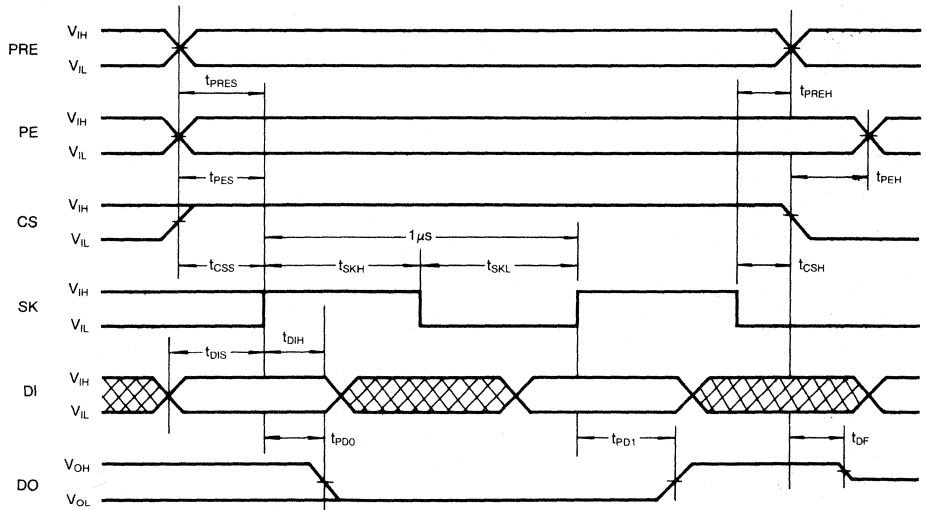 PRE V_IH
V_IL
t_PRES t_PREH
PE V_IH
V_IL
t_PES t_PEH
CS V_IH
V_IL
1 μs
t_CSS t_SKH t_SKL t_CSH
SK V_IH
V_IL
t_DIS t_DIH
DI V_IH
V_IL
t_PD0 t_PD1 t_DF
DO V_OH
V_OL